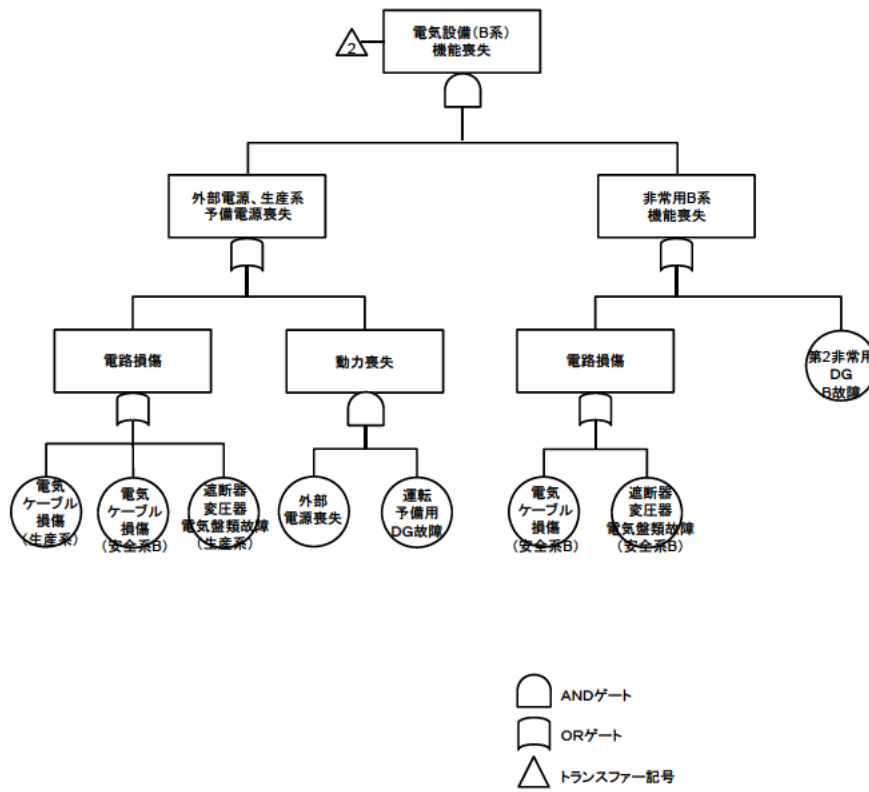 2
電気設備(B系)
機能喪失
外部電源、生産系
予備電源喪失
非常用B系
機能喪失
電路損傷
動力喪失
電路損傷
第2非常用
DG
B故障
電気
ケーブル
損傷
(生産系)
電気
ケーブル
損傷
(安全系B)
遮断器
変圧器
電気盤類故障
(生産系)
外部
電源喪失
運転
予備用
DG故障
電気
ケーブル
損傷
(安全系B)
遮断器
変圧器
電気盤類故障
(安全系B)
ANDゲート
ORゲート
トランスファー記号